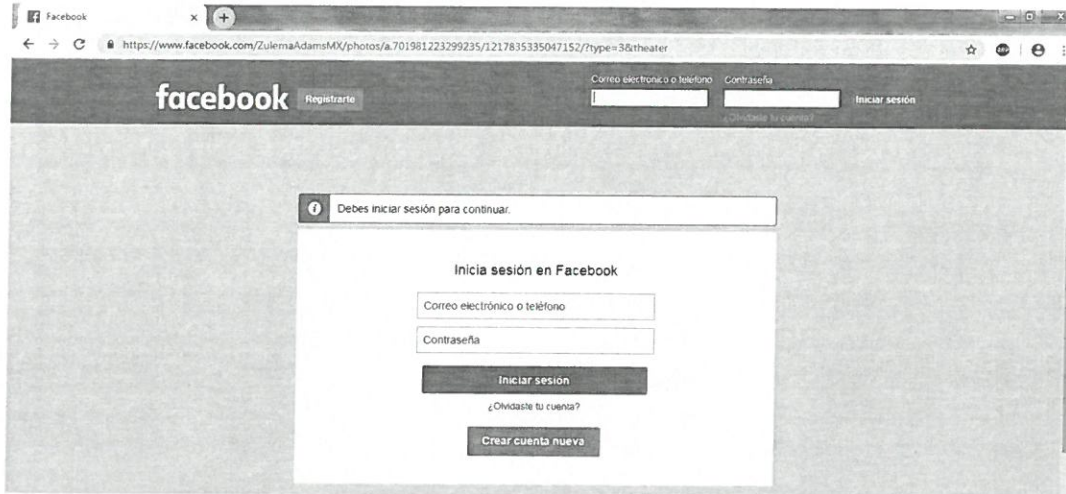 Facebook
https://www.facebook.com/ZulemaAdamsMX/photos/a.701981223299235/1217835335047152/?type=3&theater
facebook Registrarte
Correo electrónico o teléfono Contraseña
Iniciar sesión
¿Olvidaste tu cuenta?
Debes iniciar sesión para continuar.
Inicia sesión en Facebook
Correo electrónico o teléfono
Contraseña
Iniciar sesión
¿Olvidaste tu cuenta?
Crear cuenta nueva